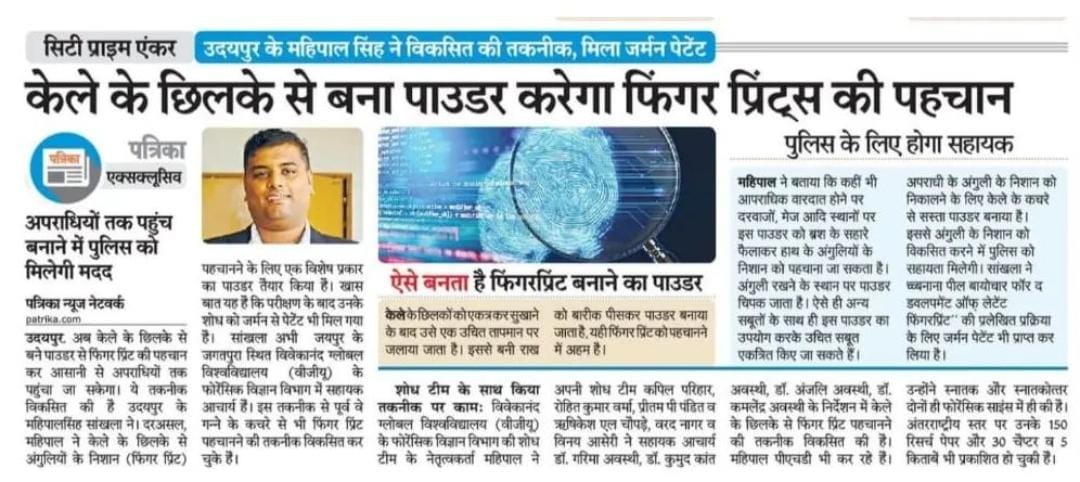 सिटी प्राइम एंकर
उदयपुर के महिपाल सिंह ने विकसित की तकनीक, मिला जर्मन पेटेंट
केले के छिलके से बना पाउडर करेगा फिंगर प्रिंट्स की पहचान
पत्रिका
पत्रिका
एक्सक्लूसिव
अपराधियों तक पहुंच
बनाने में पुलिस को
मिलेगी मदद
पत्रिका न्यूज नेटवर्क
patrika.com
उदयपुर. अब केले के छिलके से
बने पाउडर से फिंगर प्रिंट की पहचान
कर आसानी से अपराधियों तक
पहुंचा जा सकेगा। ये तकनीक
विकसित की है उदयपुर के
महिपालसिंह सांखला ने। दरअसल,
महिपाल ने केले के छिलके से
अंगुलियों के निशान (फिंगर प्रिंट)
पहचानने के लिए एक विशेष प्रकार
का पाउडर तैयार किया है। खास
बात यह है कि परीक्षण के बाद उनके
शोध को जर्मन से पेटेंट भी मिल गया
है। सांखला अभी जयपुर के
जगतपुरा स्थित विवेकानंद ग्लोबल
विश्वविद्यालय (वीजीयू) के
फोरेंसिक विज्ञान विभाग में सहायक
आचार्य हैं। इस तकनीक से पूर्व वे
गन्ने के कचरे से भी फिंगर प्रिंट
पहचानने की तकनीक विकसित कर
चुके हैं।
ऐसे बनता है फिंगरप्रिंट बनाने का पाउडर
केले के छिलकों को एकत्र कर सुखाने
के बाद उसे एक उचित तापमान पर
जलाया जाता है। इससे बनी राख
को बारीक पीसकर पाउडर बनाया
जाता है, यही फिंगर प्रिंट को पहचानने
में अहम है।
शोध टीम के साथ किया
तकनीक पर काम: विवेकानंद
ग्लोबल विश्वविद्यालय (वीजीयू)
के फोरेंसिक विज्ञान विभाग की शोध
टीम के नेतृत्वकर्ता महिपाल ने
अपनी शोध टीम कपिल परिहार,
रोहित कुमार वर्मा, प्रीतम पी पंडित व
ऋषिकेश एल चौपड़े, वरद नागर व
विनय आसेरी ने सहायक आचार्य
डॉ. गरिमा अवस्थी, डॉ. कुमुद कांत
अवस्थी, डॉ. अंजलि अवस्थी, डॉ.
कमलेंद्र अवस्थी के निर्देशन में केले
के छिलके से फिंगर प्रिंट पहचानने
की तकनीक विकसित की है।
महिपाल पीएचडी भी कर रहे हैं।
उन्होंने स्नातक और स्नातकोत्तर
दोनों ही फोरेंसिक साइंस में ही की है।
अंतरराष्ट्रीय स्तर पर उनके 150
रिसर्च पेपर और 30 चैप्टर व 5
किताबें भी प्रकाशित हो चुकी हैं।
पुलिस के लिए होगा सहायक
महिपाल ने बताया कि कहीं भी
आपराधिक वारदात होने पर
दरवाजों, मेज आदि स्थानों पर
इस पाउडर को ब्रश के सहारे
फैलाकर हाथ के अंगुलियों के
निशान को पहचाना जा सकता है।
अंगुली रखने के स्थान पर पाउडर
चिपक जाता है। ऐसे ही अन्य
सबूतों के साथ ही इस पाउडर का
उपयोग करके उचित सबूत
एकत्रित किए जा सकते हैं।
अपराधी के अंगुली के निशान को
निकालने के लिए केले के कचरे
से सस्ता पाउडर बनाया है।
इससे अंगुली के निशान को
विकसित करने में पुलिस को
सहायता मिलेगी। सांखला ने
च्बनाना पील बायोचार फॉर द
डवलपमेंट ऑफ् लेटेंट
फिंगरप्रिंट'' की प्रलेखित प्रक्रिया
के लिए जर्मन पेटेंट भी प्राप्त कर
लिया है।